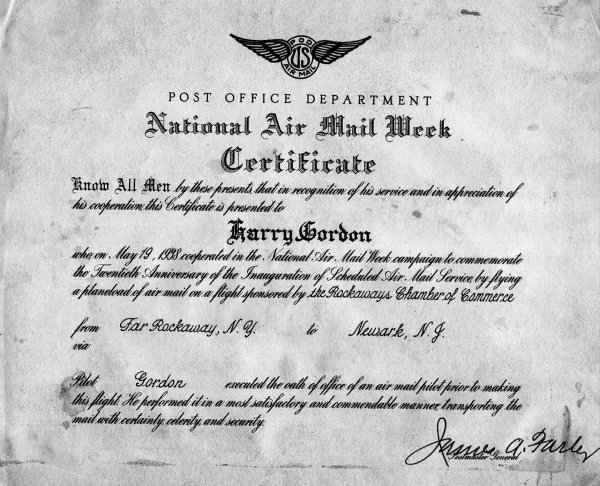 POD
US
AIR MAIL
POST OFFICE DEPARTMENT
National Air Mail Week
Certificate
Know All Men by these presents, that in recognition of his service and in appreciation of
his cooperation, this Certificate is presented to
Harry Gordon
who, on May 19, 1938, cooperated in the National Air Mail Week campaign to commemorate
the Twentieth Anniversary of the Inauguration of Scheduled Air Mail Service, by flying
a planeload of air mail on a flight sponsored by the Rockaways Chamber of Commerce
from Far Rockaway, N.Y. to Newark, N.J.
via
Pilot Gordon executed the oath of office of an air mail pilot prior to making
this flight. He performed it in a most satisfactory and commendable manner, transporting the
mail with certainty, celerity, and security.
James A. Farley
Postmaster General